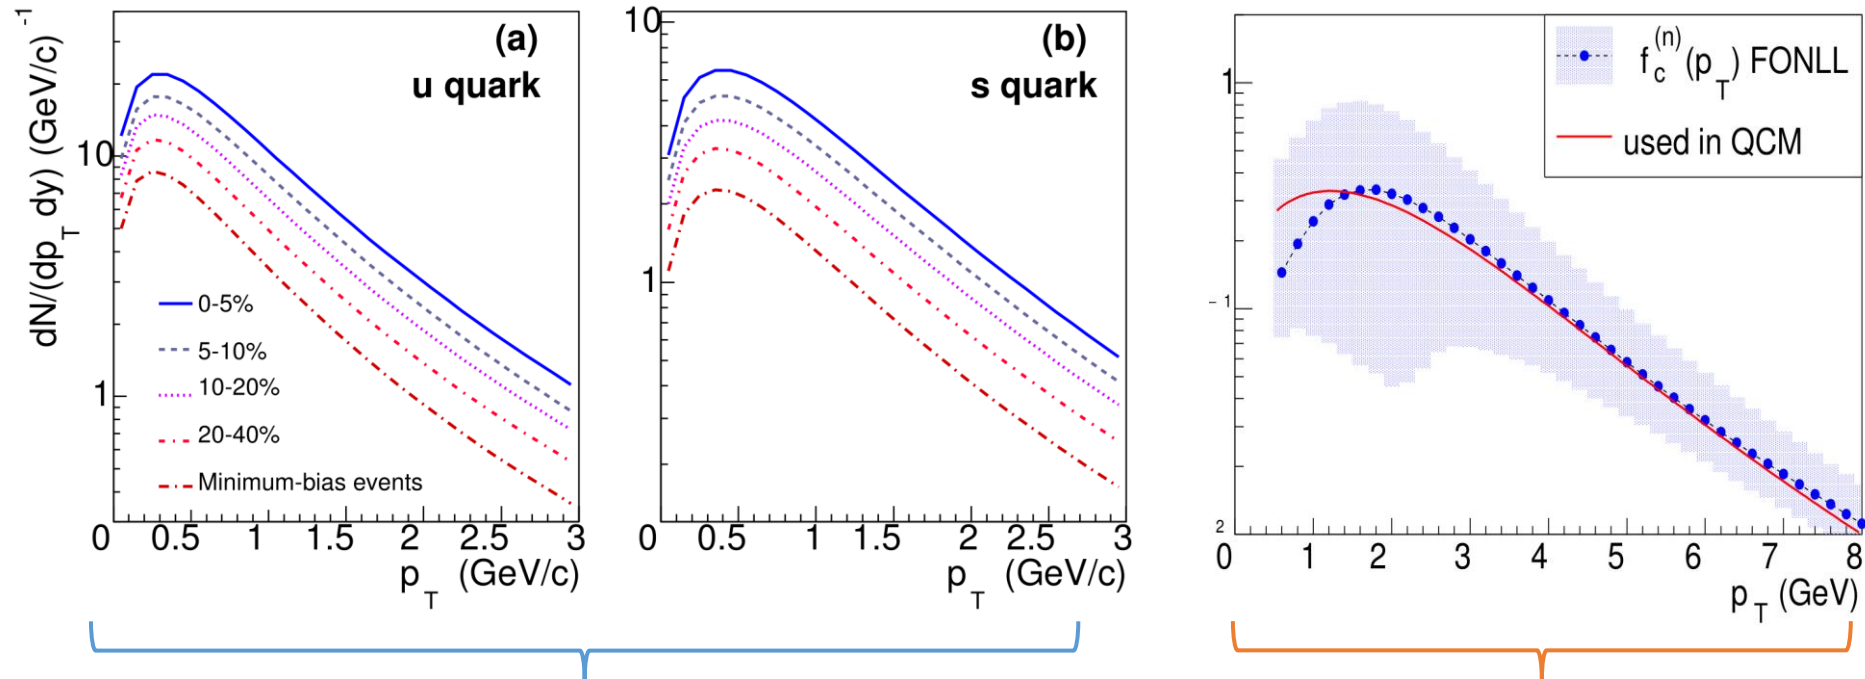 dN/(dp_T dy) (GeV/c)^-1
(a)
u quark
10
1
0-5%
5-10%
10-20%
20-40%
Minimum-bias events
0 0.5 1 1.5 2 2.5 3
p_T (GeV/c)
(b)
s quark
10
1
0 0.5 1 1.5 2 2.5 3
p_T (GeV/c)
f_c^(n)(p_T) FONLL
used in QCM
1
-1
2
0 1 2 3 4 5 6 7 8
p_T (GeV)